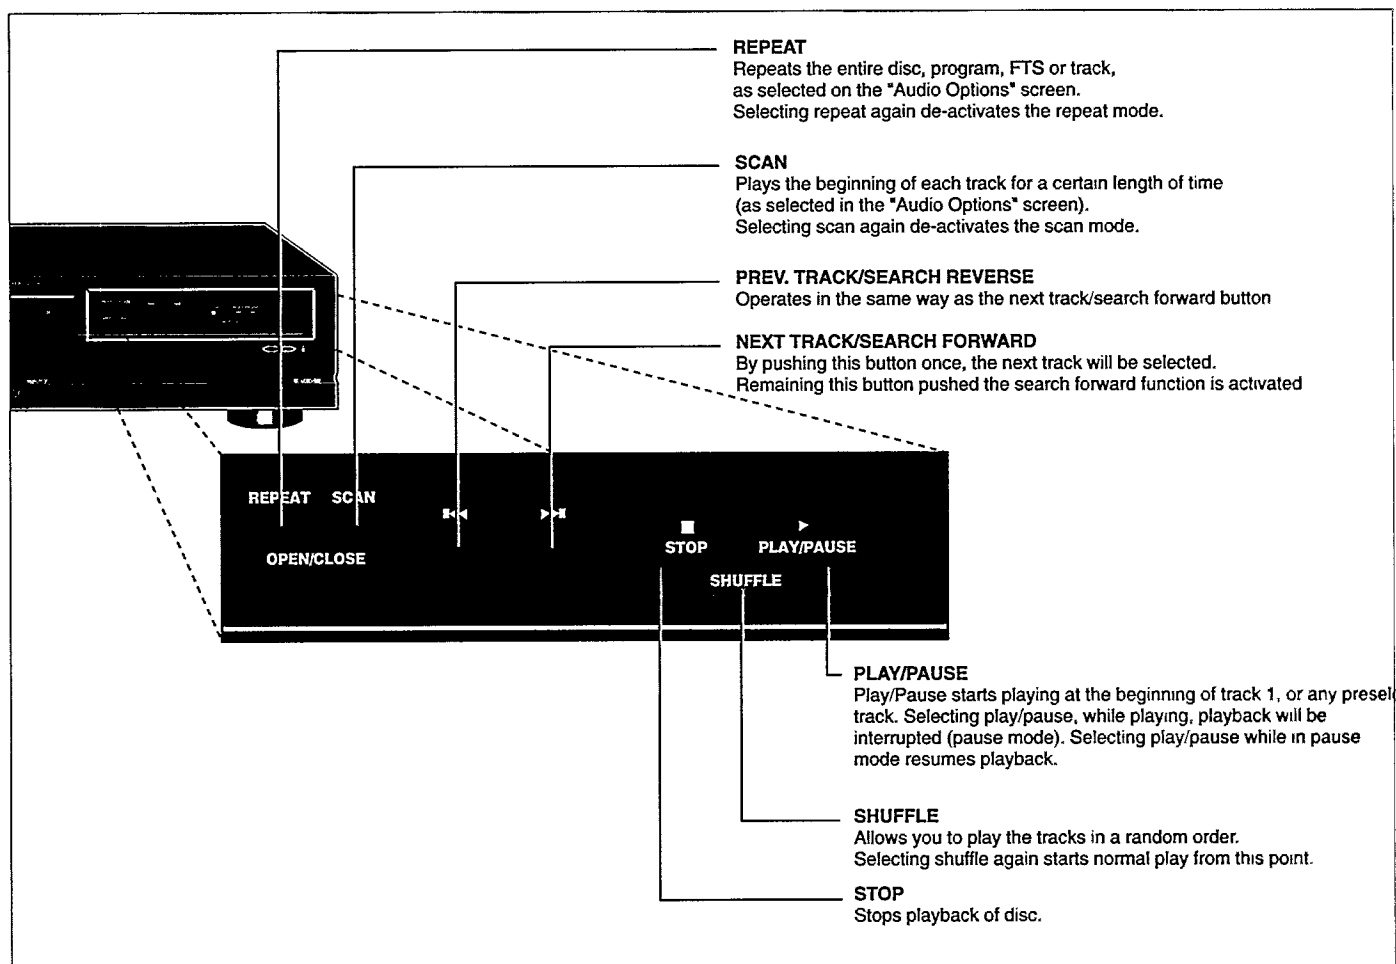 REPEAT
Repeats the entire disc, program, FTS or track,
as selected on the "Audio Options" screen.
Selecting repeat again de-activates the repeat mode.
SCAN
Plays the beginning of each track for a certain length of time
(as selected in the "Audio Options" screen).
Selecting scan again de-activates the scan mode.
PREV. TRACK/SEARCH REVERSE
Operates in the same way as the next track/search forward button
NEXT TRACK/SEARCH FORWARD
By pushing this button once, the next track will be selected.
Remaining this button pushed the search forward function is activated
REPEAT SCAN
OPEN/CLOSE
STOP PLAY/PAUSE
SHUFFLE
PLAY/PAUSE
Play/Pause starts playing at the beginning of track 1, or any
track. Selecting play/pause, while playing, playback will be
interrupted (pause mode). Selecting play/pause while in pause
mode resumes playback.
SHUFFLE
Allows you to play the tracks in a random order.
Selecting shuffle again starts normal play from this point.
STOP
Stops playback of disc.